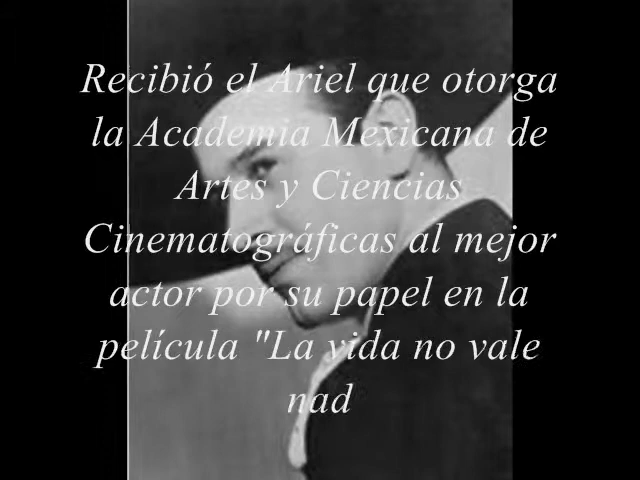 Recibió el Ariel que otorga
la Academia Mexicana de
Artes y Ciencias
Cinematográficas al mejor
actor por su papel en la
película "La vida no vale
nad